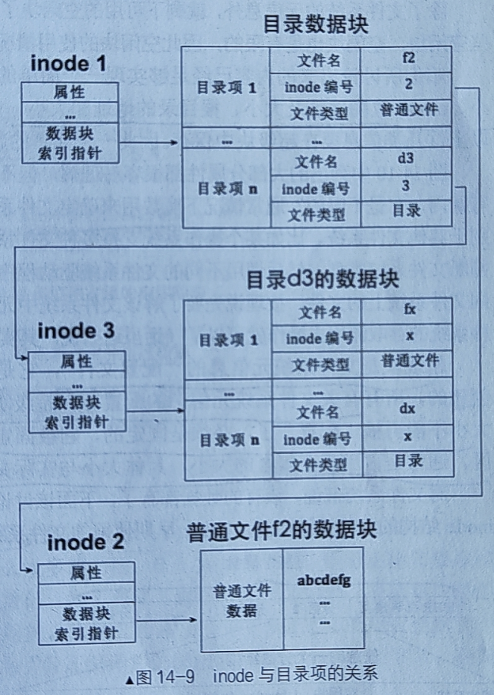 目录数据块
inode 1
属性
...
数据块
索引指针
目录项 1
文件名 f2
inode 编号 2
文件类型 普通文件
... ...
目录项 n
文件名 d3
inode 编号 3
文件类型 目录
目录d3的数据块
inode 3
属性
...
数据块
索引指针
目录项 1
文件名 fx
inode 编号 x
文件类型 普通文件
... ...
目录项 n
文件名 dx
inode 编号 x
文件类型 目录
普通文件f2的数据块
inode 2
属性
...
数据块
索引指针
普通文件
数据
abcdefg
...
...
▲图 14-9 inode 与目录项的关系